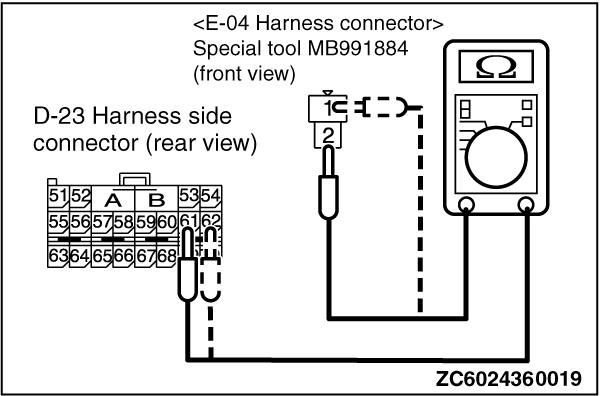 <E-04 Harness connector>
Special tool MB991884
(front view)
Ω
1
2
D-23 Harness side
connector (rear view)
51 52 A B 53 54
55 56 57 58 59 60 61 62
63 64 65 66 67 68
ZC6024360019